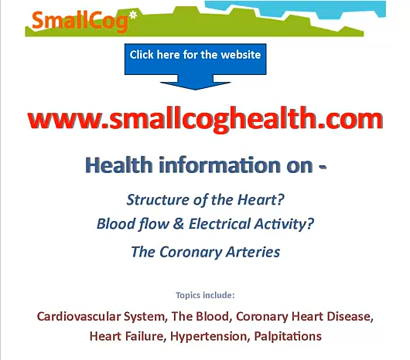 SmallCog
Click here for the website
www.smallcoghealth.com
Health information on -
Structure of the Heart?
Blood flow & Electrical Activity?
The Coronary Arteries
Topics include:
Cardiovascular System, The Blood, Coronary Heart Disease,
Heart Failure, Hypertension, Palpitations